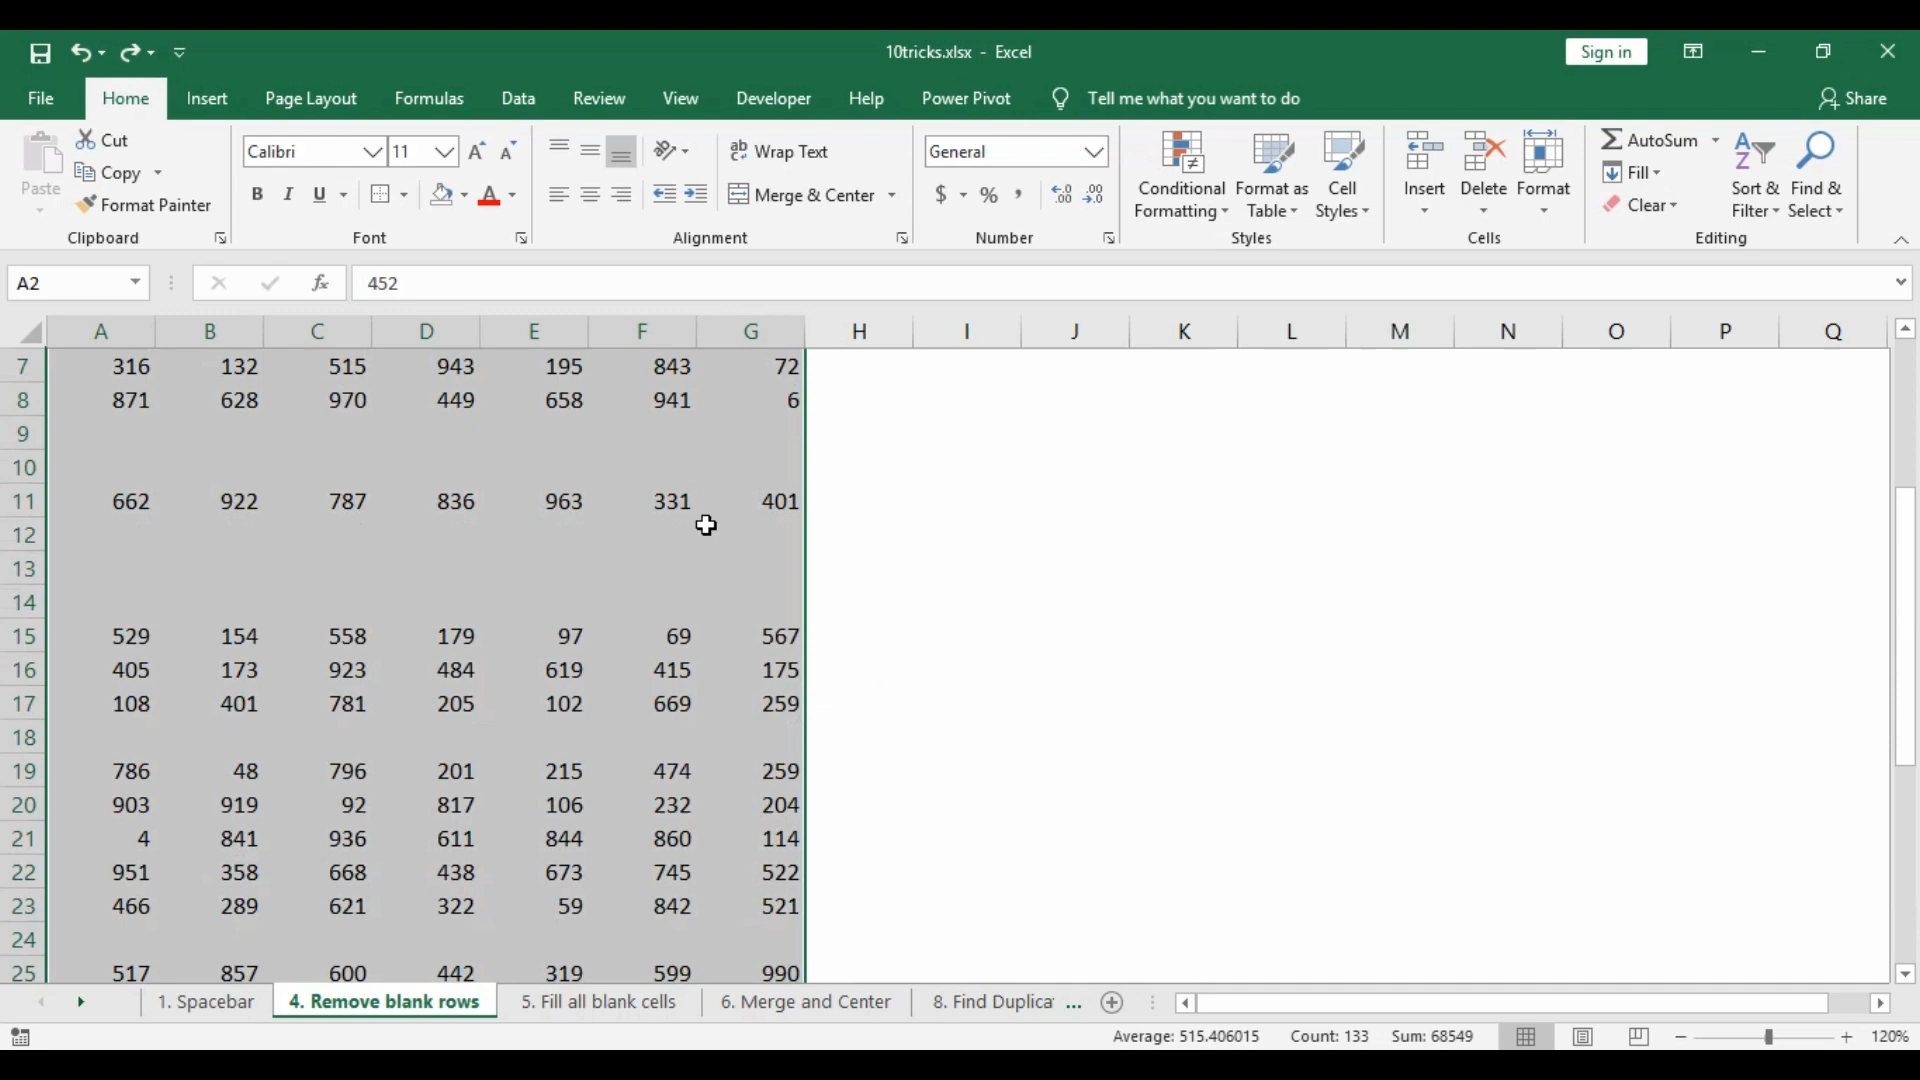 10tricks.xlsx - Excel
Sign in
File Home Insert Page Layout Formulas Data Review View Developer Help Power Pivot Tell me what you want to do Share
Paste
Cut
Copy
Format Painter
Clipboard
Calibri 11
B I U
Font
Wrap Text
Merge & Center
Alignment
General
$ % ,
Number
Conditional Formatting
Format as Table
Cell Styles
Styles
Insert Delete Format
Cells
AutoSum
Fill
Clear
Sort & Filter
Find & Select
Editing
A2 fx 452
A B C D E F G H I J K L M N O P Q
7 316 132 515 943 195 843 72
8 871 628 970 449 658 941 6
9
10
11 662 922 787 836 963 331 401
12
13
14
15 529 154 558 179 97 69 567
16 405 173 923 484 619 415 175
17 108 401 781 205 102 669 259
18
19 786 48 796 201 215 474 259
20 903 919 92 817 106 232 204
21 4 841 936 611 844 860 114
22 951 358 668 438 673 745 522
23 466 289 621 322 59 842 521
24
25 517 857 600 442 319 599 990
1. Spacebar 4. Remove blank rows 5. Fill all blank cells 6. Merge and Center 8. Find Duplica ...
Average: 515.406015 Count: 133 Sum: 68549 120%